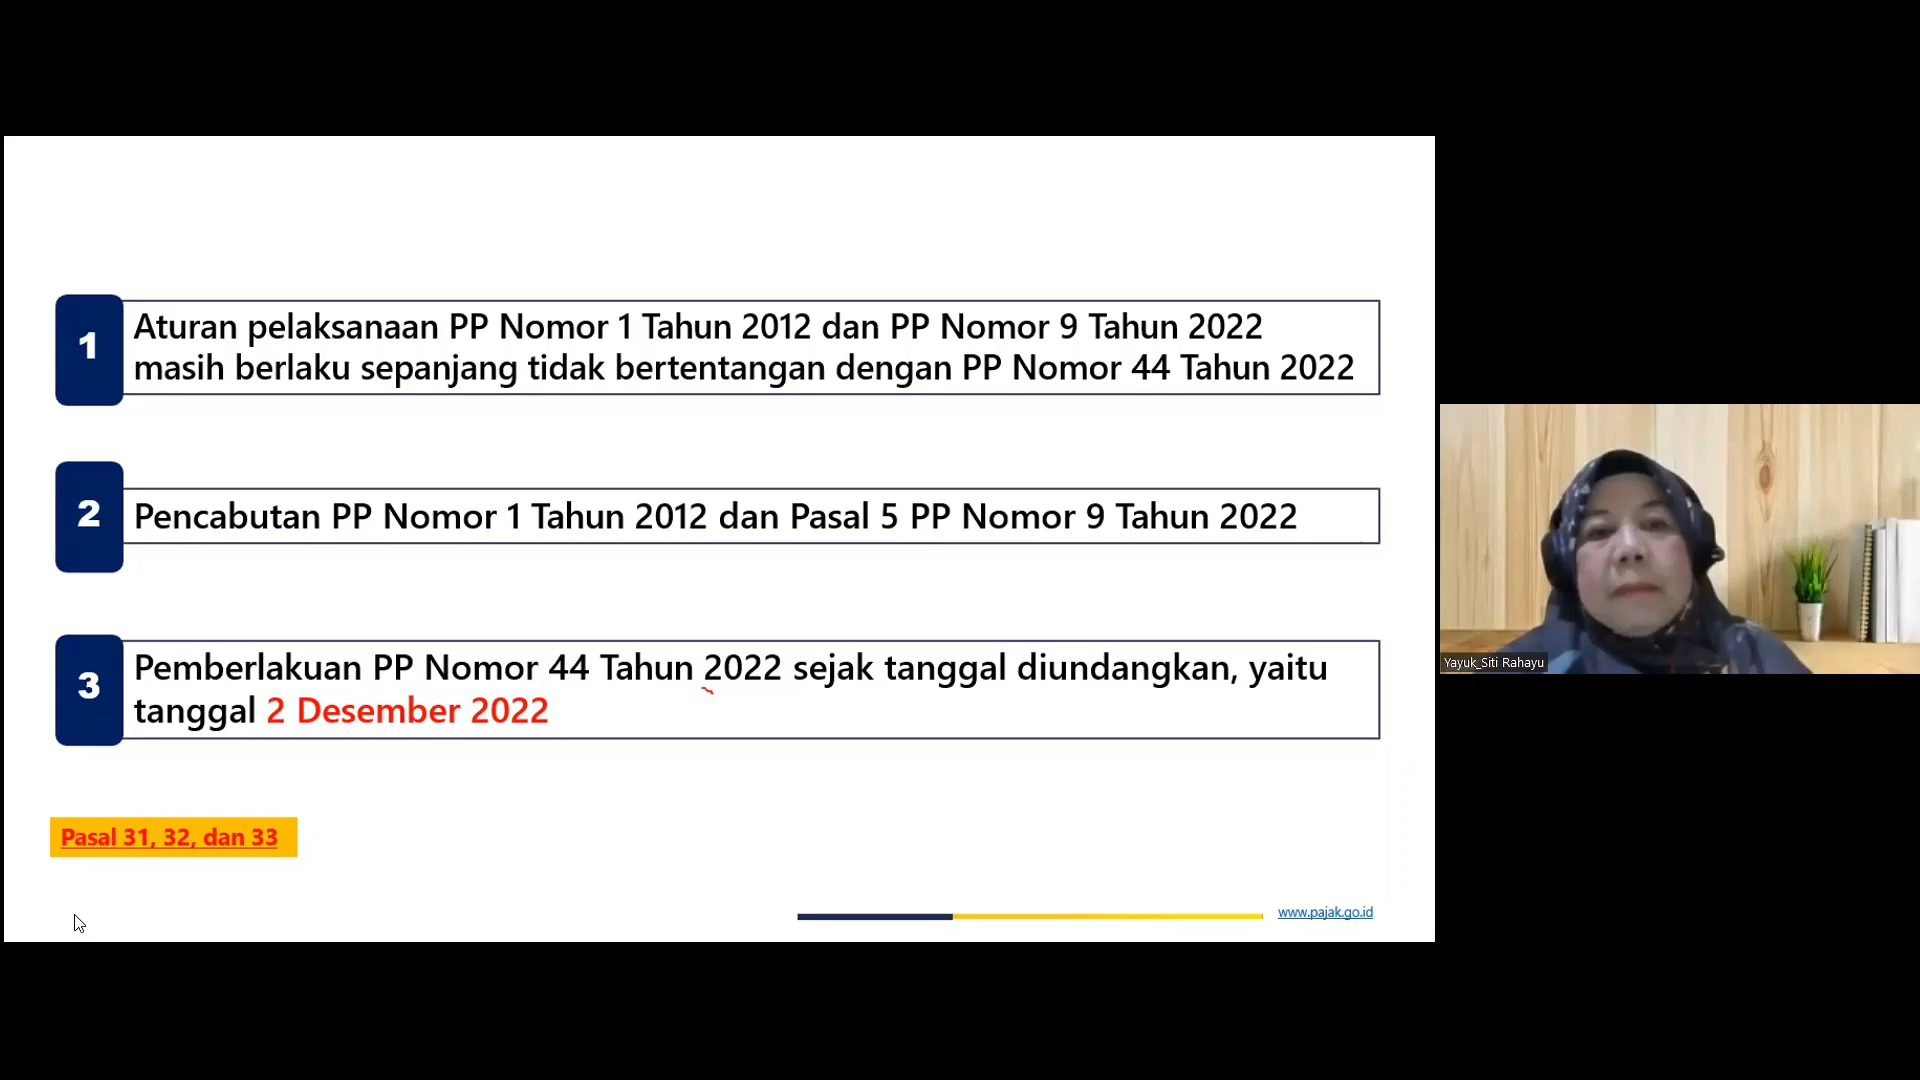 1
Aturan pelaksanaan PP Nomor 1 Tahun 2012 dan PP Nomor 9 Tahun 2022
masih berlaku sepanjang tidak bertentangan dengan PP Nomor 44 Tahun 2022
2
Pencabutan PP Nomor 1 Tahun 2012 dan Pasal 5 PP Nomor 9 Tahun 2022
3
Pemberlakuan PP Nomor 44 Tahun 2022 sejak tanggal diundangkan, yaitu
tanggal 2 Desember 2022
Pasal 31, 32, dan 33
www.pajak.go.id
Yayuk_Siti Rahayu